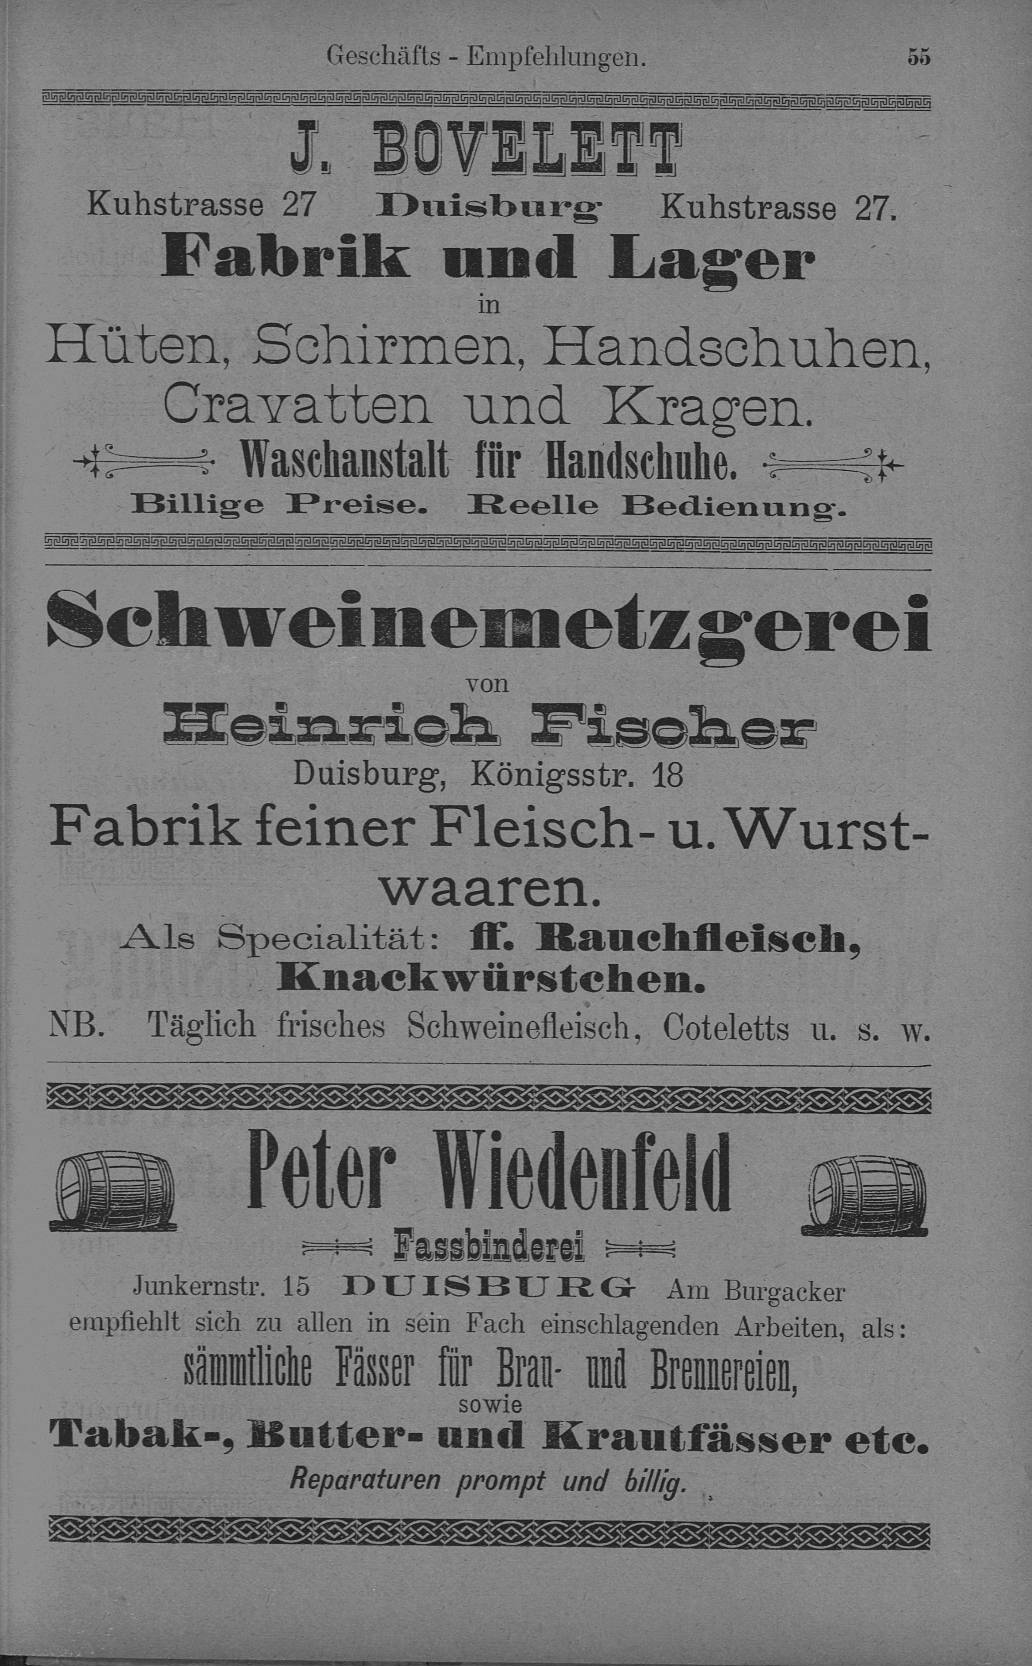 Geschäfts - Empfehlungen. 55
J. BOVELETT
Kuhstrasse 27 Duisburg Kuhstrasse 27.
Fabrik und Lager
in
Hüten, Schirmen, Handschuhen,
Cravatten und Kragen.
Waschanstalt für Handschuhe.
Billige Preise. Reelle Bedienung.
Schweinemetzgerei
von
Heinrich Fischer
Duisburg, Königsstr. 18
Fabrik feiner Fleisch- u. Wurst-
waaren.
Als Specialität: ff. Rauchfleisch,
Knackwürstchen.
NB. Täglich frisches Schweinefleisch, Coteletts u. s. w.
Peter Wiedenfeld
Fassbinderei
Junkernstr. 15 DUISBURG Am Burgacker
empfiehlt sich zu allen in sein Fach einschlagenden Arbeiten, als:
sämmtliche Fässer für Brau- und Brennereien,
sowie
Tabak-, Butter- und Krautfässer etc.
Reparaturen prompt und billig.